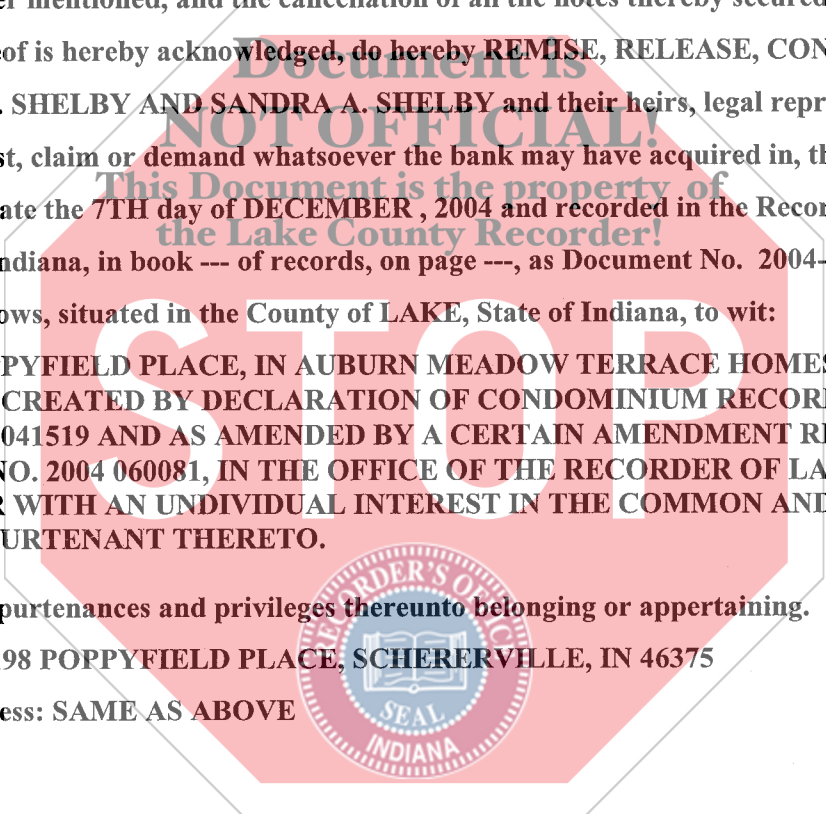 er mentioned, and the cancellation of all the notes thereby secured
eof is hereby acknowledged, do hereby REMISE, RELEASE, CON
Document is
. SHELBY AND SANDRA A. SHELBY and their heirs, legal repr
NOT OFFICIAL!
st, claim or demand whatsoever the bank may have acquired in, th
This Document is the property of
ate the 7TH day of DECEMBER , 2004 and recorded in the Recor
the Lake County Recorder!
ndiana, in book --- of records, on page ---, as Document No. 2004-
ows, situated in the County of LAKE, State of Indiana, to wit:
STOP
PYFIELD PLACE, IN AUBURN MEADOW TERRACE HOMES
CREATED BY DECLARATION OF CONDOMINIUM RECOR
041519 AND AS AMENDED BY A CERTAIN AMENDMENT RE
NO. 2004 060081, IN THE OFFICE OF THE RECORDER OF LA
R WITH AN UNDIVIDUAL INTEREST IN THE COMMON AND
URTENANT THERETO.
purtenances and privileges thereunto belonging or appertaining.
98 POPPYFIELD PLACE, SCHERERVILLE, IN 46375
ess: SAME AS ABOVE
RECORDER'S OFFICE
SEAL
INDIANA